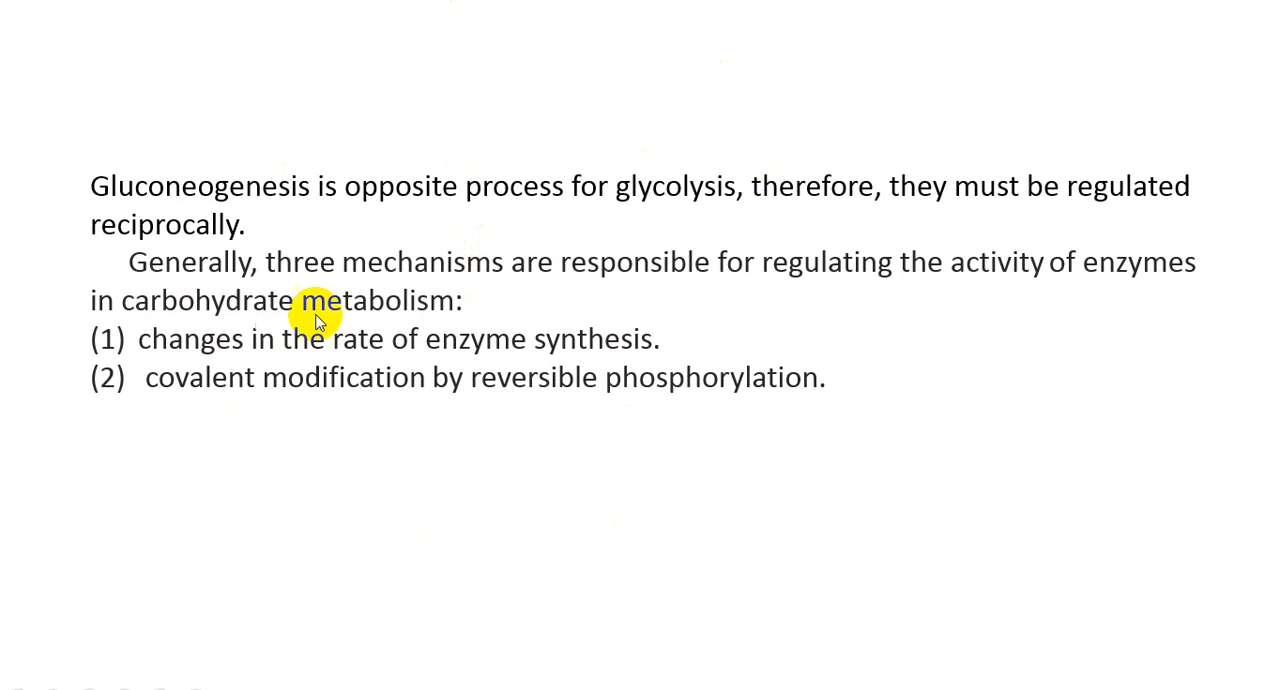 Gluconeogenesis is opposite process for glycolysis, therefore, they must be regulated
reciprocally.
Generally, three mechanisms are responsible for regulating the activity of enzymes
in carbohydrate metabolism:
(1) changes in the rate of enzyme synthesis.
(2) covalent modification by reversible phosphorylation.